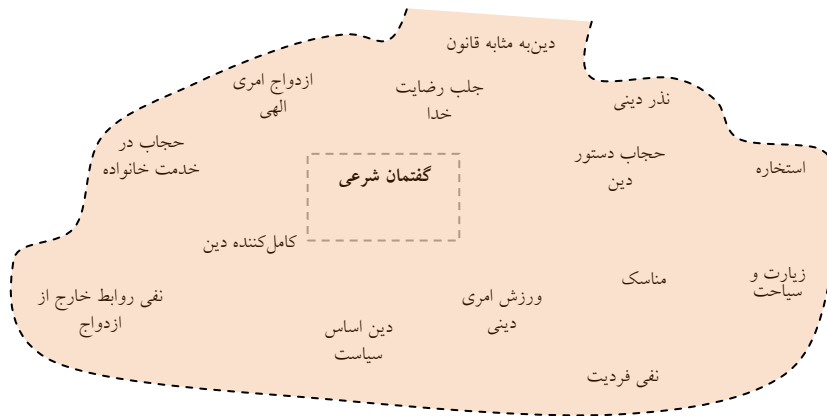 دین‌به مثابه قانون
ازدواج امری
الهی
جلب رضایت
خدا
نذر دینی
حجاب در
خدمت خانواده
حجاب دستور
دین
استخاره
گفتمان شرعی
کامل‌کننده دین
زیارت و
سیاحت
مناسک
ورزش امری
دینی
نفی روابط خارج از
ازدواج
دین اساس
سیاست
نفی فردیت